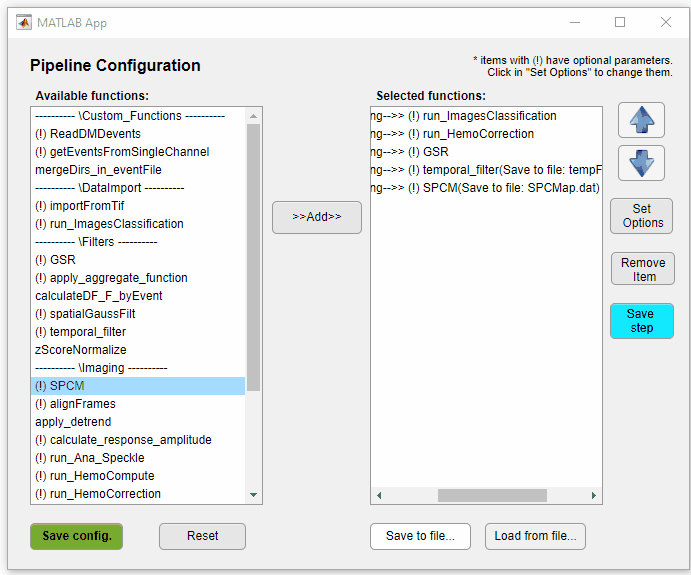 MATLAB App
Pipeline Configuration
* items with (!) have optional parameters.
Click in "Set Options" to change them.
Available functions:
---------- \Custom_Functions ----------
(!) ReadDMDevents
(!) getEventsFromSingleChannel
mergeDirs_in_eventFile
---------- \DataImport ----------
(!) importFromTif
(!) run_ImagesClassification
---------- \Filters ----------
(!) GSR
(!) apply_aggregate_function
calculateDF_F_byEvent
(!) spatialGaussFilt
(!) temporal_filter
zScoreNormalize
---------- \Imaging ----------
(!) SPCM
(!) alignFrames
apply_detrend
(!) calculate_response_amplitude
(!) run_Ana_Speckle
(!) run_HemoCompute
(!) run_HemoCorrection
>>Add>>
Selected functions:
ng-->> (!) run_ImagesClassification
ng-->> (!) run_HemoCorrection
ng-->> (!) GSR
ng-->> (!) temporal_filter(Save to file: tempF
ng-->> (!) SPCM(Save to file: SPCMap.dat)
Set
Options
Remove
Item
Save
step
Save config.
Reset
Save to file...
Load from file...